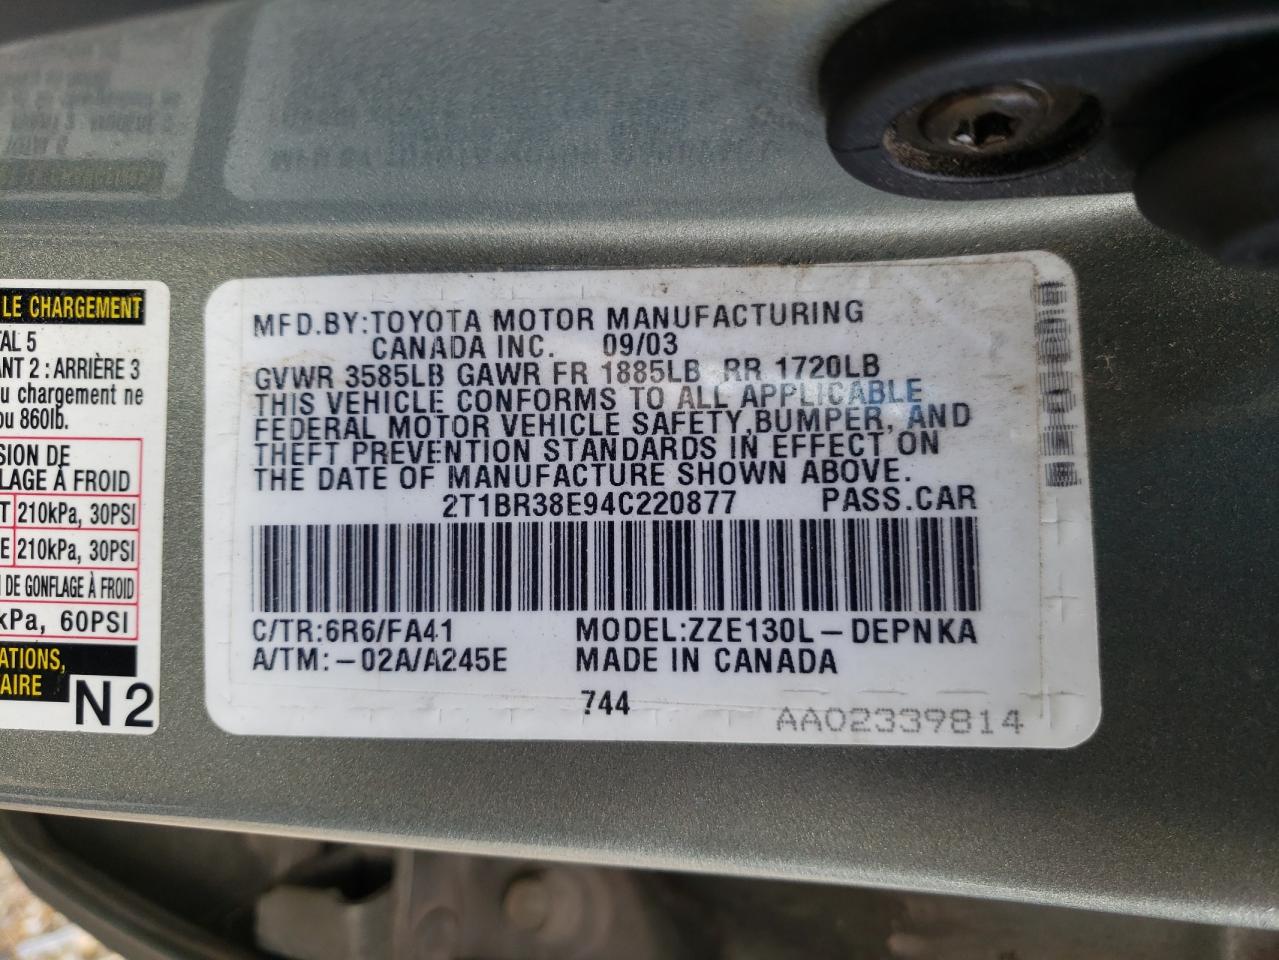 LE CHARGEMENT
TAL 5
ANT 2 : ARRIÈRE 3
u chargement ne
ou 860lb.
SION DE
LAGE À FROID
T 210kPa, 30PSI
E 210kPa, 30PSI
DE GONFLAGE À FROID
kPa, 60PSI
ATIONS,
TAIRE
N2
MFD.BY:TOYOTA MOTOR MANUFACTURING
CANADA INC. 09/03
GVWR 3585LB GAWR FR 1885LB RR 1720LB
THIS VEHICLE CONFORMS TO ALL APPLICABLE
FEDERAL MOTOR VEHICLE SAFETY,BUMPER, AND
THEFT PREVENTION STANDARDS IN EFFECT ON
THE DATE OF MANUFACTURE SHOWN ABOVE.
2T1BR38E94C220877 PASS.CAR
C/TR:6R6/FA41 MODEL:ZZE130L-DEPNKA
A/TM:-02A/A245E MADE IN CANADA
744
AA02339814